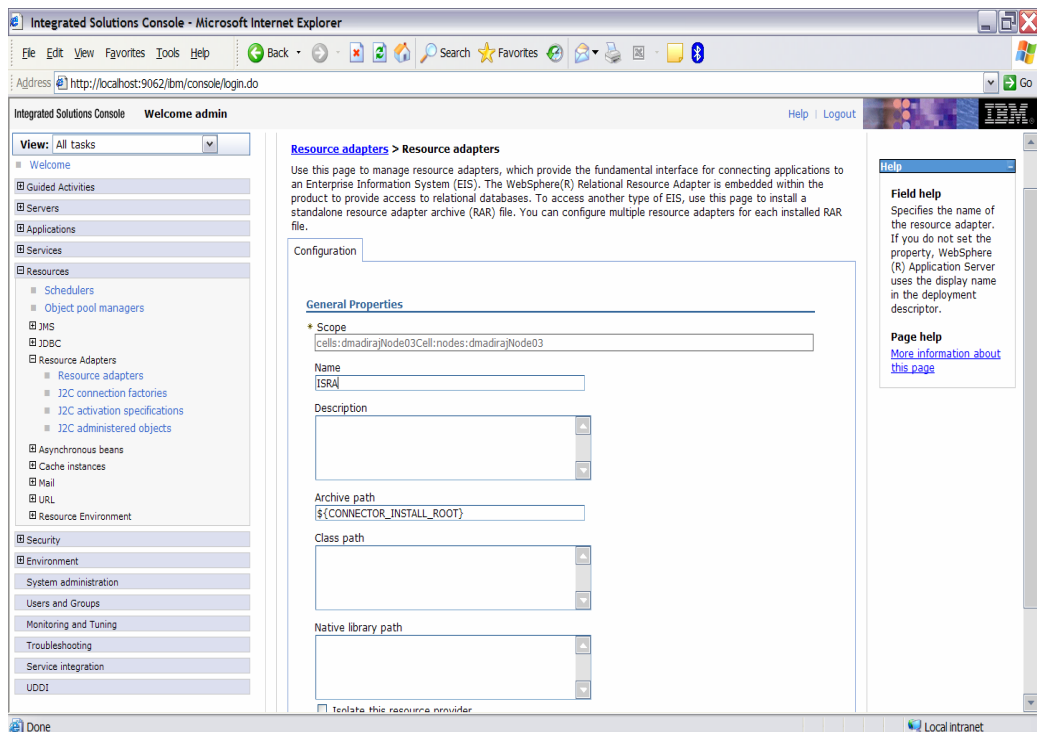 Integrated Solutions Console - Microsoft Internet Explorer
File Edit View Favorites Tools Help
Back Search Favorites
Address http://localhost:9062/ibm/console/login.do Go
Integrated Solutions Console Welcome admin Help | Logout IBM.
View: All tasks
Welcome
Guided Activities
Servers
Applications
Services
Resources
Schedulers
Object pool managers
JMS
JDBC
Resource Adapters
Resource adapters
J2C connection factories
J2C activation specifications
J2C administered objects
Asynchronous beans
Cache instances
Mail
URL
Resource Environment
Security
Environment
System administration
Users and Groups
Monitoring and Tuning
Troubleshooting
Service integration
UDDI
Resource adapters > Resource adapters
Use this page to manage resource adapters, which provide the fundamental interface for connecting applications to
an Enterprise Information System (EIS). The WebSphere(R) Relational Resource Adapter is embedded within the
product to provide access to relational databases. To access another type of EIS, use this page to install a
standalone resource adapter archive (RAR) file. You can configure multiple resource adapters for each installed RAR
file.
Configuration
General Properties
* Scope
cells:dmadirajNode03Cell:nodes:dmadirajNode03
Name
ISRA
Description
Archive path
${CONNECTOR_INSTALL_ROOT}
Class path
Native library path
Isolate this resource provider
Help
Field help
Specifies the name of
the resource adapter.
If you do not set the
property, WebSphere
(R) Application Server
uses the display name
in the deployment
descriptor.
Page help
More information about
this page
Done Local intranet